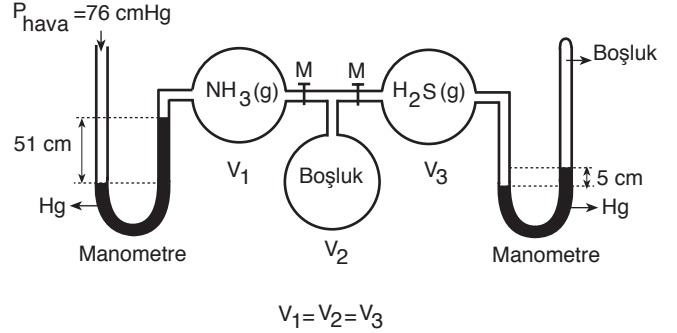 P hava =76 cmHg
51 cm
Hg
Manometre
NH3(g)
V1
M
M
Boşluk
V2
H2S(g)
V3
Boşluk
5 cm
Hg
Manometre
V1=V2=V3